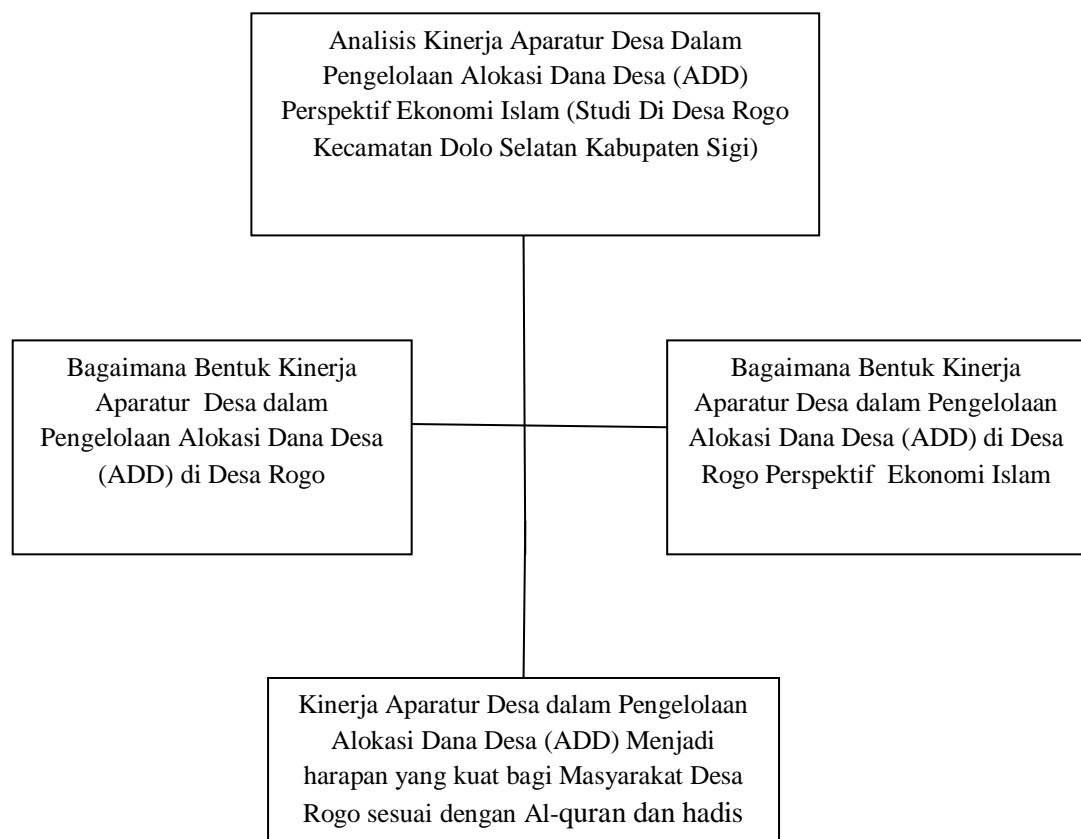 Analisis Kinerja Aparatur Desa Dalam
Pengelolaan Alokasi Dana Desa (ADD)
Perspektif Ekonomi Islam (Studi Di Desa Rogo
Kecamatan Dolo Selatan Kabupaten Sigi)
Bagaimana Bentuk Kinerja
Aparatur Desa dalam
Pengelolaan Alokasi Dana Desa
(ADD) di Desa Rogo
Bagaimana Bentuk Kinerja
Aparatur Desa dalam Pengelolaan
Alokasi Dana Desa (ADD) di Desa
Rogo Perspektif Ekonomi Islam
Kinerja Aparatur Desa dalam Pengelolaan
Alokasi Dana Desa (ADD) Menjadi
harapan yang kuat bagi Masyarakat Desa
Rogo sesuai dengan Al-quran dan hadis